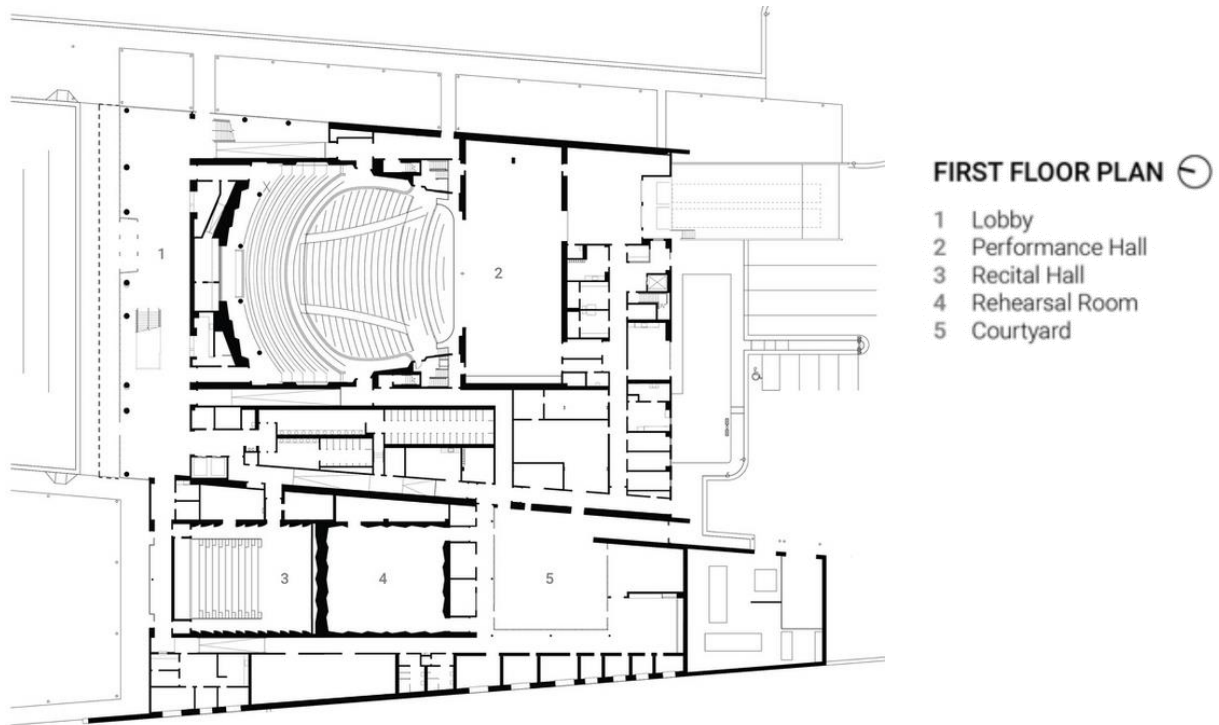 FIRST FLOOR PLAN
1 Lobby
2 Performance Hall
3 Recital Hall
4 Rehearsal Room
5 Courtyard
1
2
3
4
5